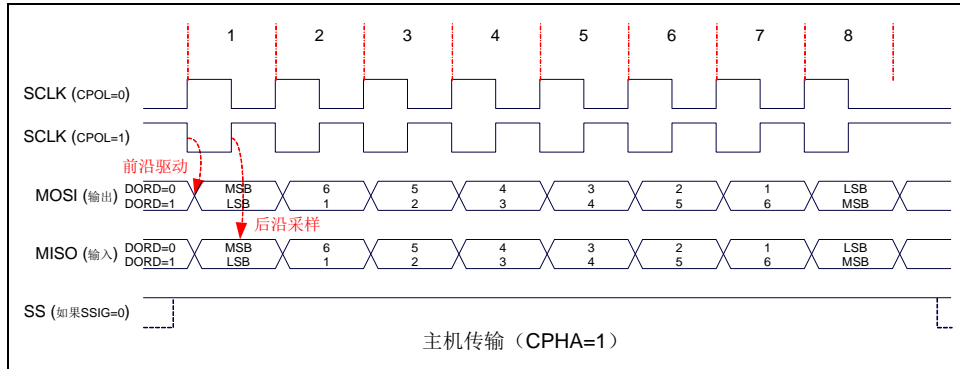 1 2 3 4 5 6 7 8
SCLK (CPOL=0)
SCLK (CPOL=1)
前沿驱动
MOSI (输出) DORD=0 MSB 6 5 4 3 2 1 LSB
DORD=1 LSB 1 2 3 4 5 6 MSB
后沿采样
MISO (输入) DORD=0 MSB 6 5 4 3 2 1 LSB
DORD=1 LSB 1 2 3 4 5 6 MSB
SS (如果SSIG=0)
主机传输（CPHA=1）